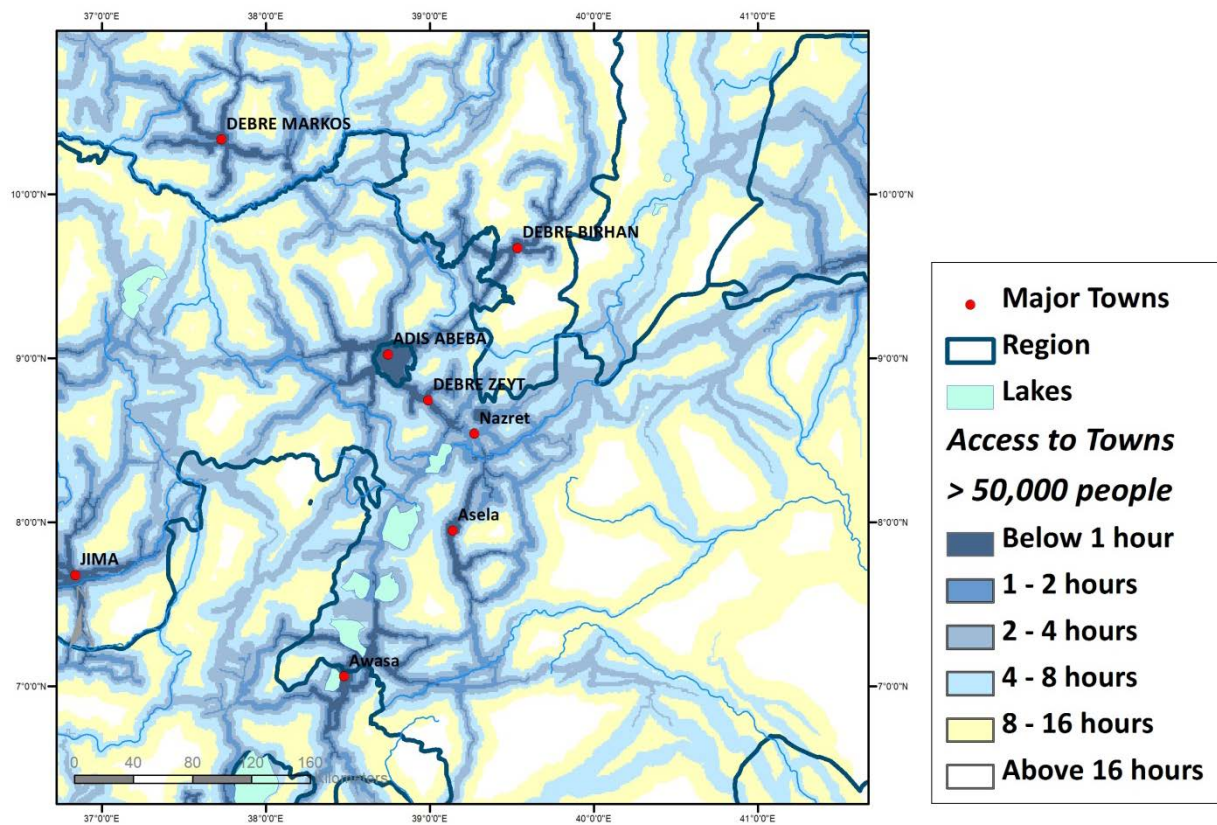 37°0'0"E 38°0'0"E 39°0'0"E 40°0'0"E 41°0'0"E
DEBRE MARKOS
10°0'0"N 10°0'0"N
DEBRE BIRHAN
ADIS ABEBA
9°0'0"N 9°0'0"N
DEBRE ZEYT
Nazret
8°0'0"N 8°0'0"N
Asela
JIMA
Awasa
7°0'0"N 7°0'0"N
0 40 80 120 160
Kilometers
37°0'0"E 38°0'0"E 39°0'0"E 40°0'0"E 41°0'0"E
Major Towns
Region
Lakes
Access to Towns
> 50,000 people
Below 1 hour
1 - 2 hours
2 - 4 hours
4 - 8 hours
8 - 16 hours
Above 16 hours